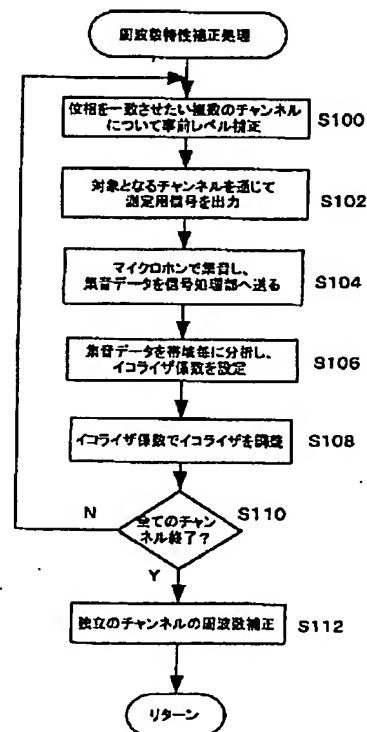 周波数特性補正処理
位相を一致させたい複数のチャンネル
について事前レベル補正
S100
対象となるチャンネルを通じて
測定用信号を出力
S102
マイクロホンで集音し、
集音データを信号処理部へ送る
S104
集音データを帯域毎に分析し、
イコライザ係数を設定
S106
イコライザ係数でイコライザを調整
S108
N
全てのチャン
ネル終了?
S110
Y
独立のチャンネルの周波数補正
S112
リターン